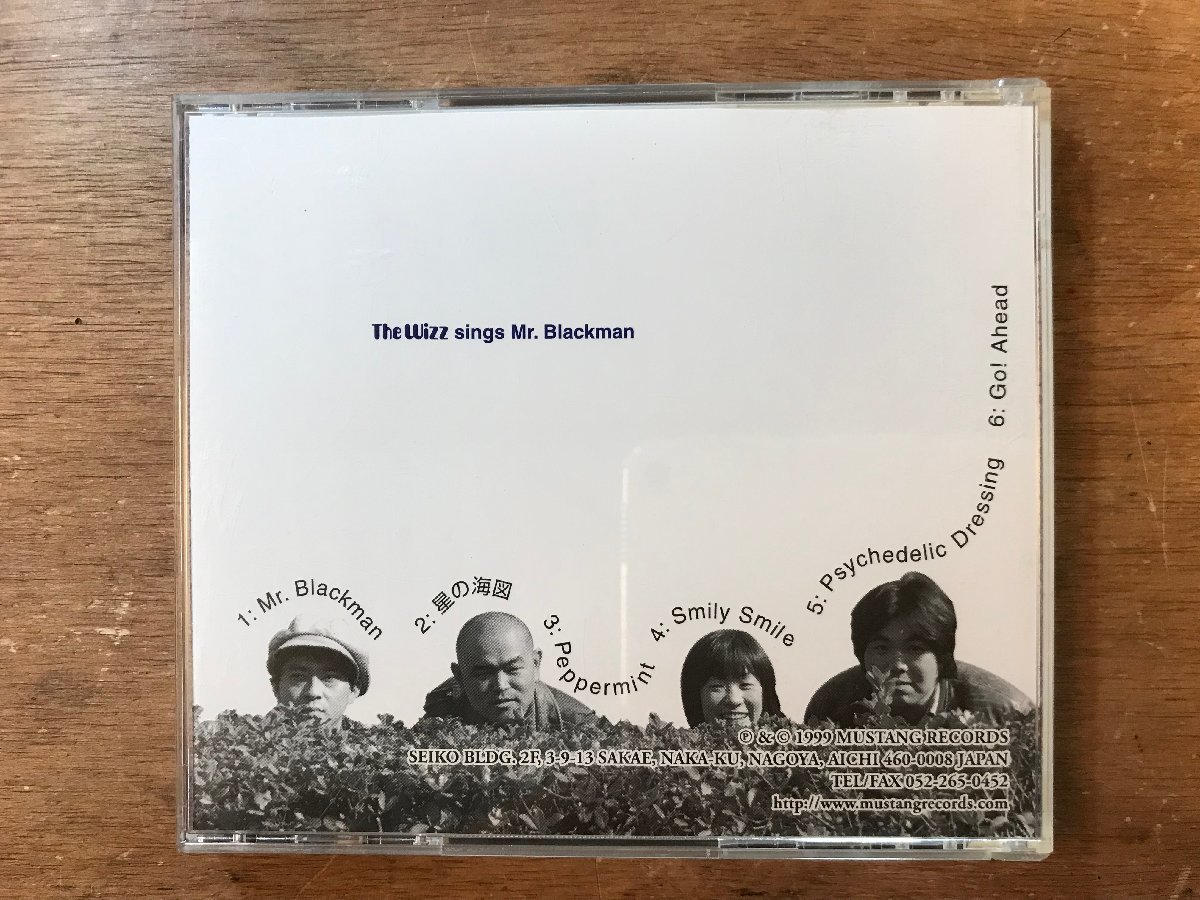 The Wizz sings Mr. Blackman
1: Mr. Blackman
2: 星の海図
3: Peppermint
4: Smily Smile
5: Psychedelic Dressing
6: Go! Ahead
℗ & © 1999 MUSTANG RECORDS
SEIKO BLDG. 2F, 3-9-13 SAKAE, NAKA-KU, NAGOYA, AICHI 460-0008 JAPAN
TEL/FAX 052-265-0452
http://www.mustangrecords.com